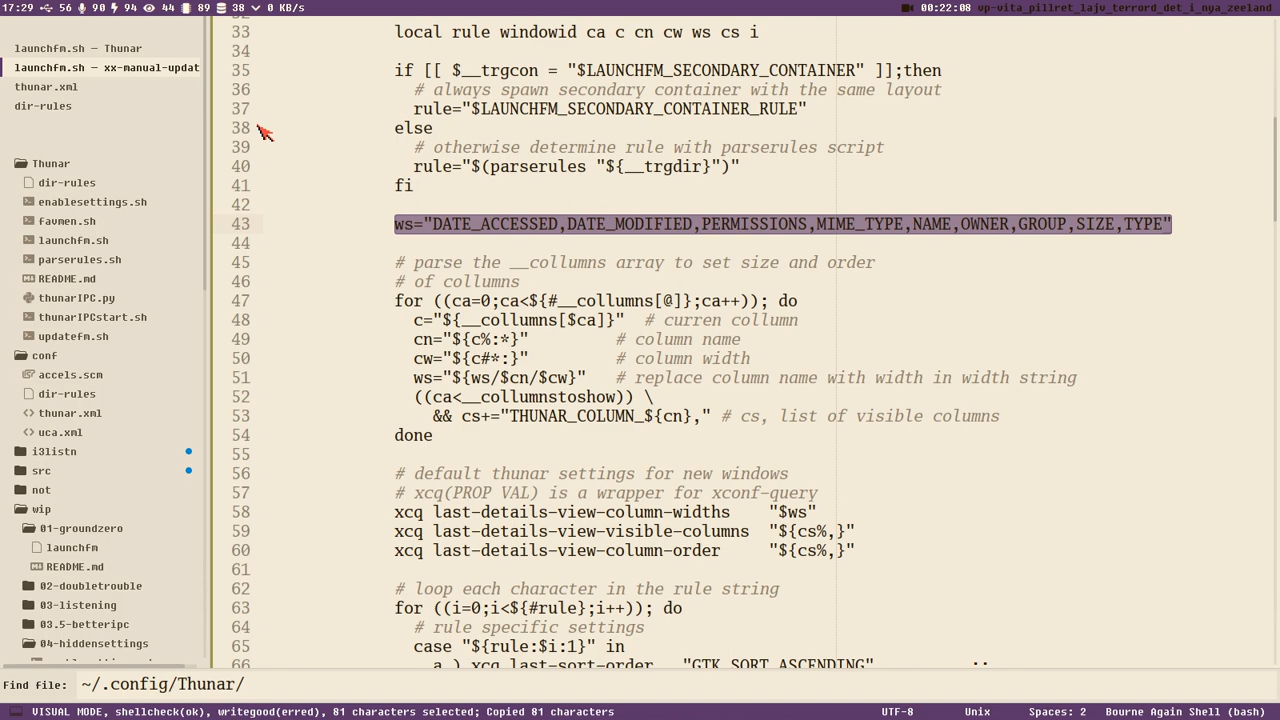 17:29 56 90 94 44 89 38 0 KB/s 00:22:08 vp-vita_pillret_lajv_terrord_det_i_nya_zeeland
launchfm.sh — Thunar
launchfm.sh — xx-manual-updat
thunar.xml
dir-rules
Thunar
dir-rules
enablesettings.sh
favmen.sh
launchfm.sh
parserules.sh
README.md
thunarIPC.py
thunarIPCstart.sh
updatefm.sh
conf
accels.scm
dir-rules
thunar.xml
uca.xml
i3listn
src
not
wip
01-groundzero
launchfm
README.md
02-doubletrouble
03-listening
03.5-betteripc
04-hiddensettings
33 local rule windowid ca c cn cw ws cs i
34
35 if [[ $__trgcon = "$LAUNCHFM_SECONDARY_CONTAINER" ]];then
36 # always spawn secondary container with the same layout
37 rule="$LAUNCHFM_SECONDARY_CONTAINER_RULE"
38 else
39 # otherwise determine rule with parserules script
40 rule="$(parserules "${__trgdir}")"
41 fi
42
43 ws="DATE_ACCESSED,DATE_MODIFIED,PERMISSIONS,MIME_TYPE,NAME,OWNER,GROUP,SIZE,TYPE"
44
45 # parse the __collumns array to set size and order
46 # of collumns
47 for ((ca=0;ca<${#__collumns[@]};ca++)); do
48 c="${__collumns[$ca]}" # curren collumn
49 cn="${c%:*}" # column name
50 cw="${c#*:}" # column width
51 ws="${ws/$cn/$cw}" # replace column name with width in width string
52 ((ca<__collumnstoshow)) \
53 && cs+="THUNAR_COLUMN_${cn}," # cs, list of visible columns
54 done
55
56 # default thunar settings for new windows
57 # xcq(PROP VAL) is a wrapper for xconf-query
58 xcq last-details-view-column-widths "$ws"
59 xcq last-details-view-visible-columns "${cs%,}"
60 xcq last-details-view-column-order "${cs%,}"
61
62 # loop each character in the rule string
63 for ((i=0;i<${#rule};i++)); do
64 # rule specific settings
65 case "${rule:$i:1}" in
66 a ) xcq last-sort-order "GTK_SORT_ASCENDING" ;;
Find file: ~/.config/Thunar/
VISUAL MODE, shellcheck(ok), writegood(erred), 81 characters selected; Copied 81 characters UTF-8 Unix Spaces: 2 Bourne Again Shell (bash)